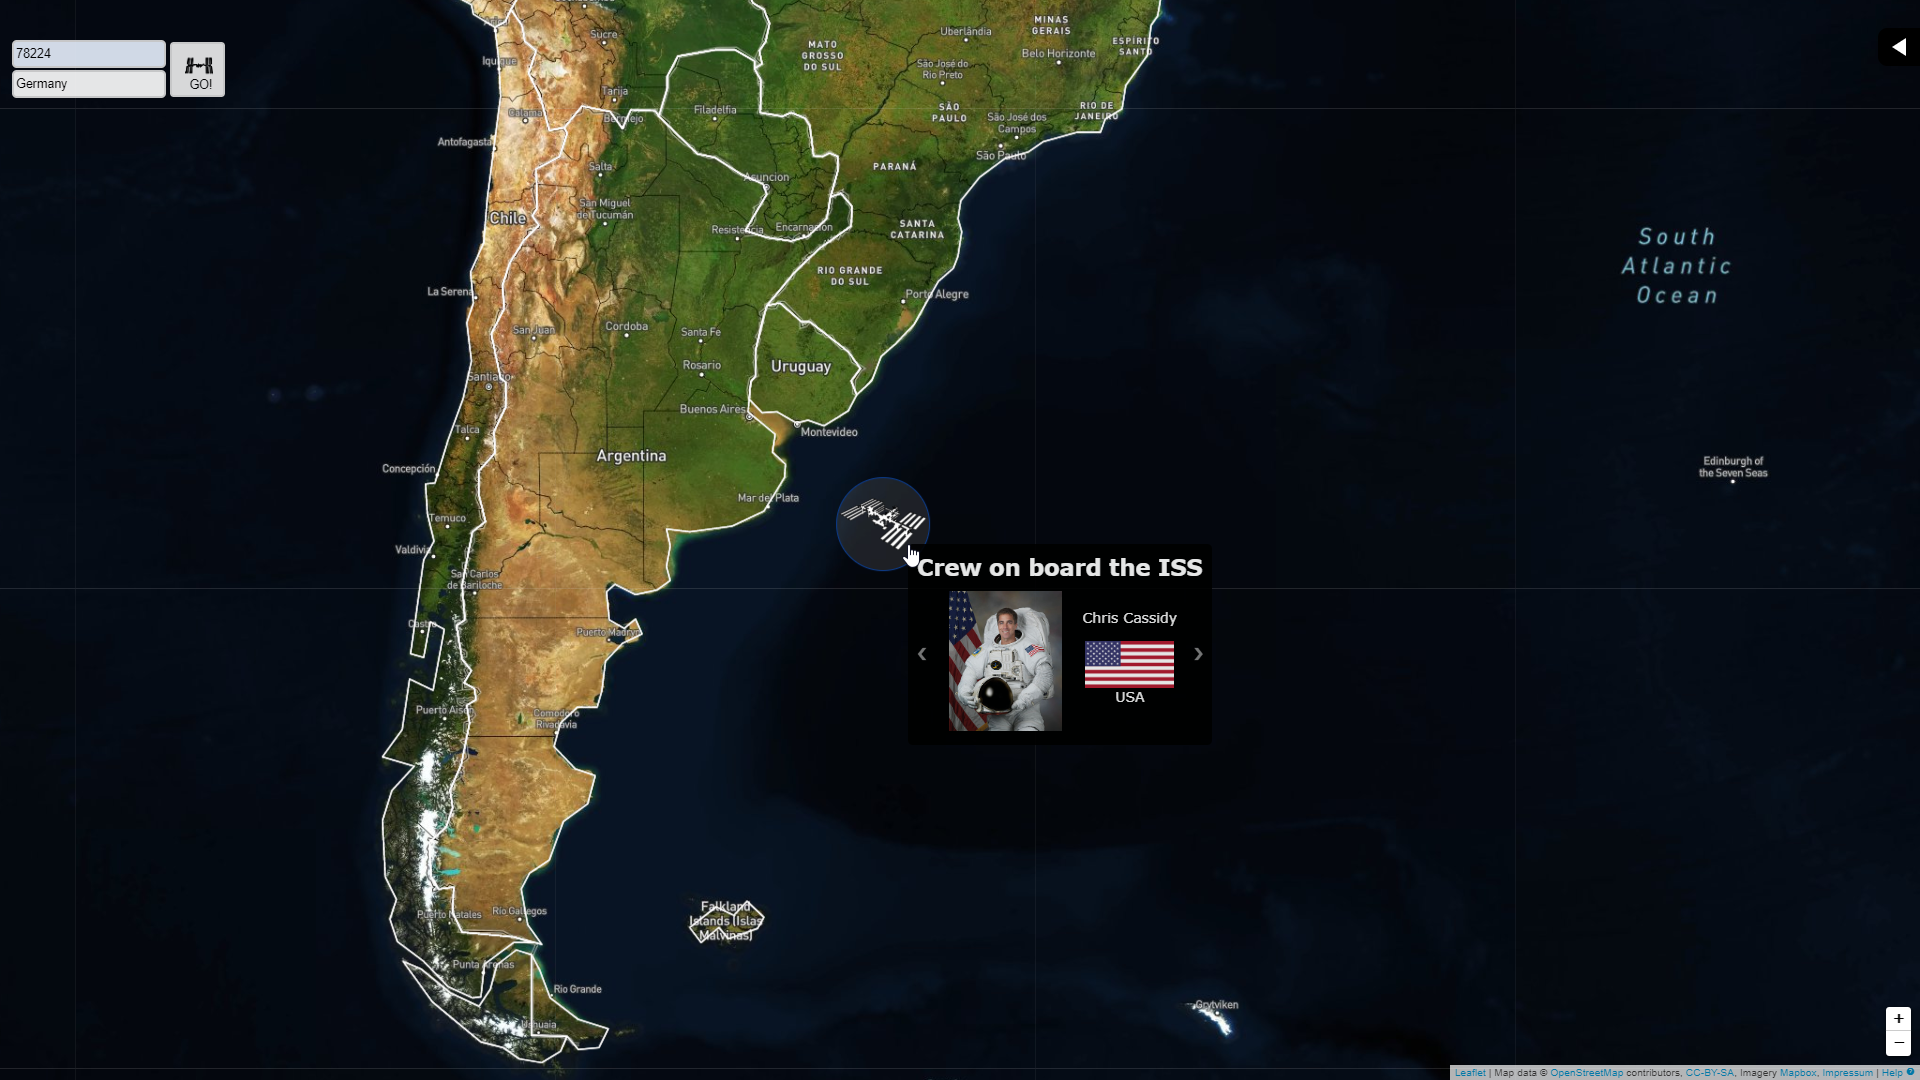 78224
Germany
GO!
Sucre
Iquique
Tarija
Calama
Bermejo
Filadelfia
Antofagasta
Salta
Asuncion
San Miguel
de Tucumán
Chile
Resistencia
Encarnación
MATO
GROSSO
DO SUL
Uberlândia
MINAS
GERAIS
Belo Horizonte
ESPÍRITO
SANTO
São José do
Rio Preto
SÃO
PAULO
São José dos
Campos
RIO DE
JANEIRO
São Paulo
PARANÁ
SANTA
CATARINA
RIO GRANDE
DO SUL
Porto Alegre
La Serena
San Juan
Cordoba
Santa Fe
Rosario
Uruguay
Santiago
Buenos Aires
Montevideo
Talca
Argentina
Concepción
Mar del Plata
Temuco
Valdivia
San Carlos
de Bariloche
Castro
Puerto Madryn
Puerto Aisén
Comodoro
Rivadavia
Puerto Natales
Río Gallegos
Falkland
Islands (Islas
Malvinas)
Punta Arenas
Rio Grande
Ushuaia
Grytviken
South
Atlantic
Ocean
Edinburgh of
the Seven Seas
Crew on board the ISS
Chris Cassidy
USA
+
−
Leaflet | Map data © OpenStreetMap contributors, CC-BY-SA, Imagery Mapbox, Impressum | Help ?